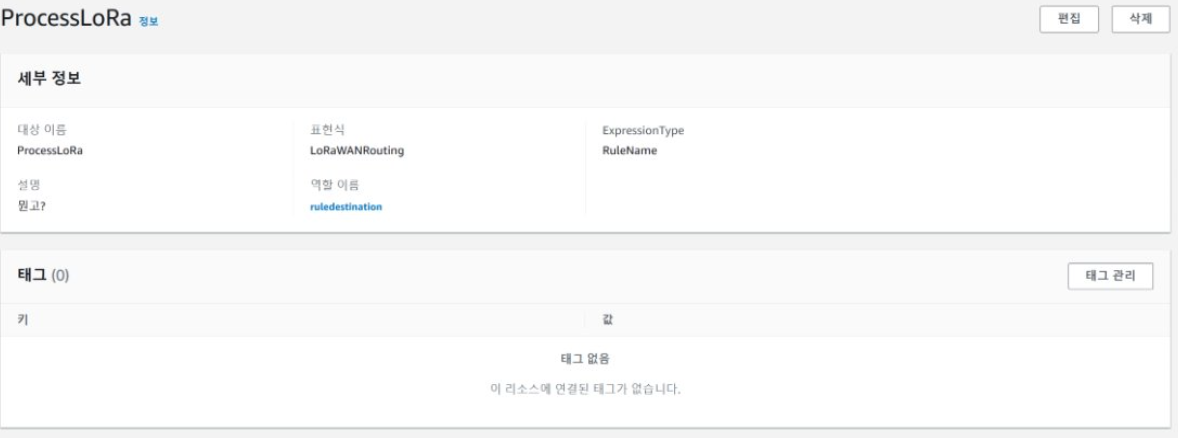 ProcessLoRa 정보
편집
삭제
세부 정보
대상 이름
ProcessLoRa
표현식
LoRaWANRouting
ExpressionType
RuleName
설명
뭔고?
역할 이름
ruledestination
태그 (0)
태그 관리
키
값
태그 없음
이 리소스에 연결된 태그가 없습니다.